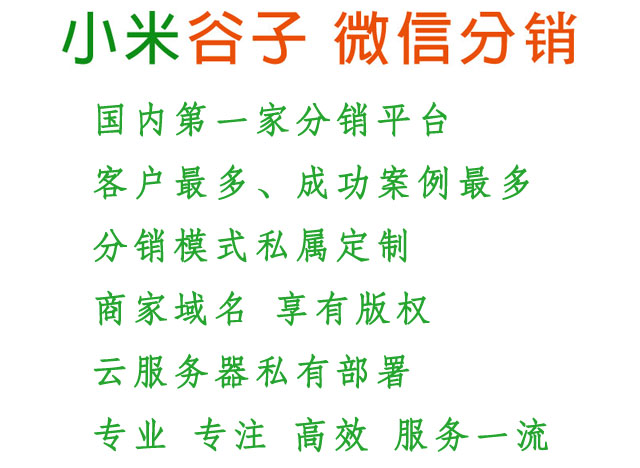 小米谷子 微信分销
国内第一家分销平台
客户最多、成功案例最多
分销模式私属定制
商家域名 享有版权
云服务器私有部署
专业 专注 高效 服务一流